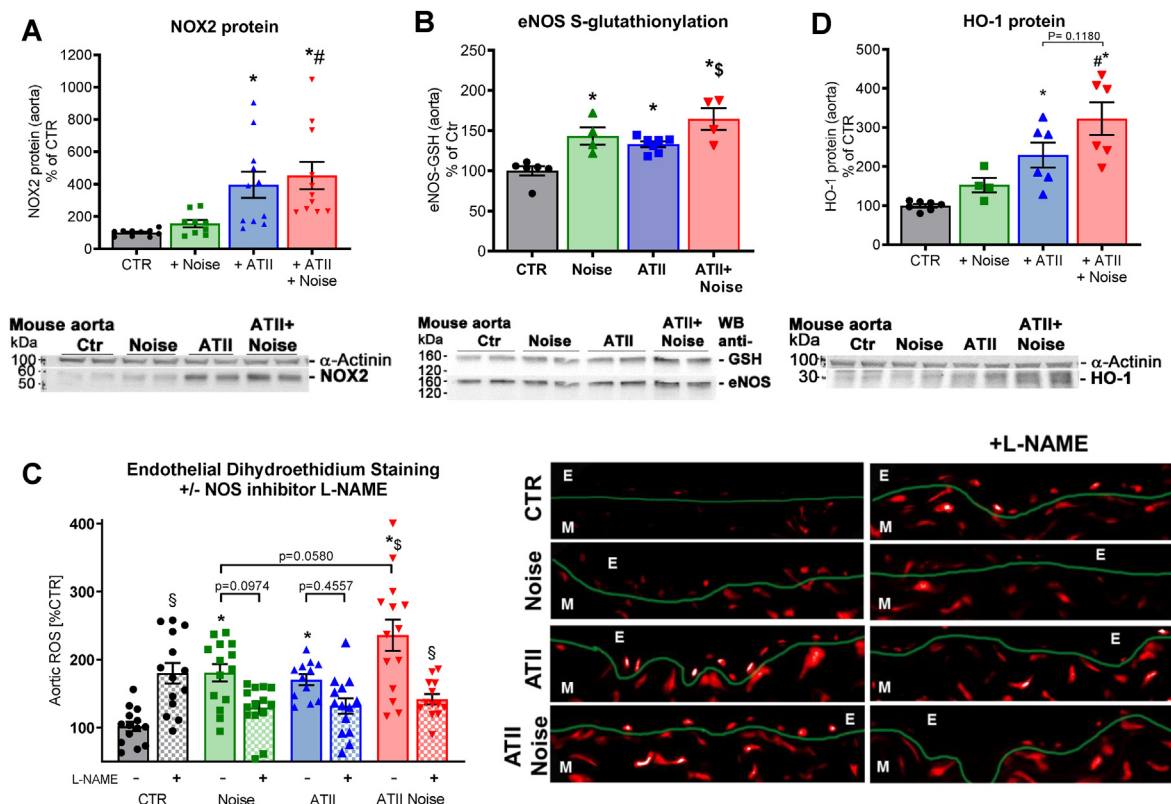 A
NOX2 protein
NOX2 protein (aorta)
% of CTR
1200
1000
800
600
400
200
0
*
*#
CTR
+ Noise
+ ATII
+ ATII
+ Noise
Mouse aorta
kDa
Ctr
Noise
ATII
ATII+
Noise
100
60
50
- α-Actinin
- NOX2
B
eNOS S-glutathionylation
eNOS-GSH (aorta)
% of Ctr
250
200
150
100
50
0
*
*
*$
CTR
Noise
ATII
ATII+
Noise
Mouse aorta
kDa
Ctr
Noise
ATII
ATII+
Noise
WB
anti-
160
120
160
120
- GSH
- eNOS
D
HO-1 protein
P= 0.1180
HO-1 protein (aorta)
% of CTR
500
400
300
200
100
0
*
#*
CTR
+ Noise
+ ATII
+ ATII
+ Noise
Mouse aorta
kDa
Ctr
Noise
ATII
ATII+
Noise
100
30
- α-Actinin
- HO-1
C
Endothelial Dihydroethidium Staining
+/- NOS inhibitor L-NAME
Aortic ROS [%CTR]
400
300
200
100
§
*
p=0.0974
p=0.0580
*
p=0.4557
*$
§
L-NAME - + - + - + - +
CTR Noise ATII ATII Noise
+L-NAME
CTR
E
M
E
M
Noise
E
M
E
M
ATII
E
M
E
M
ATII
Noise
E
M
E
M